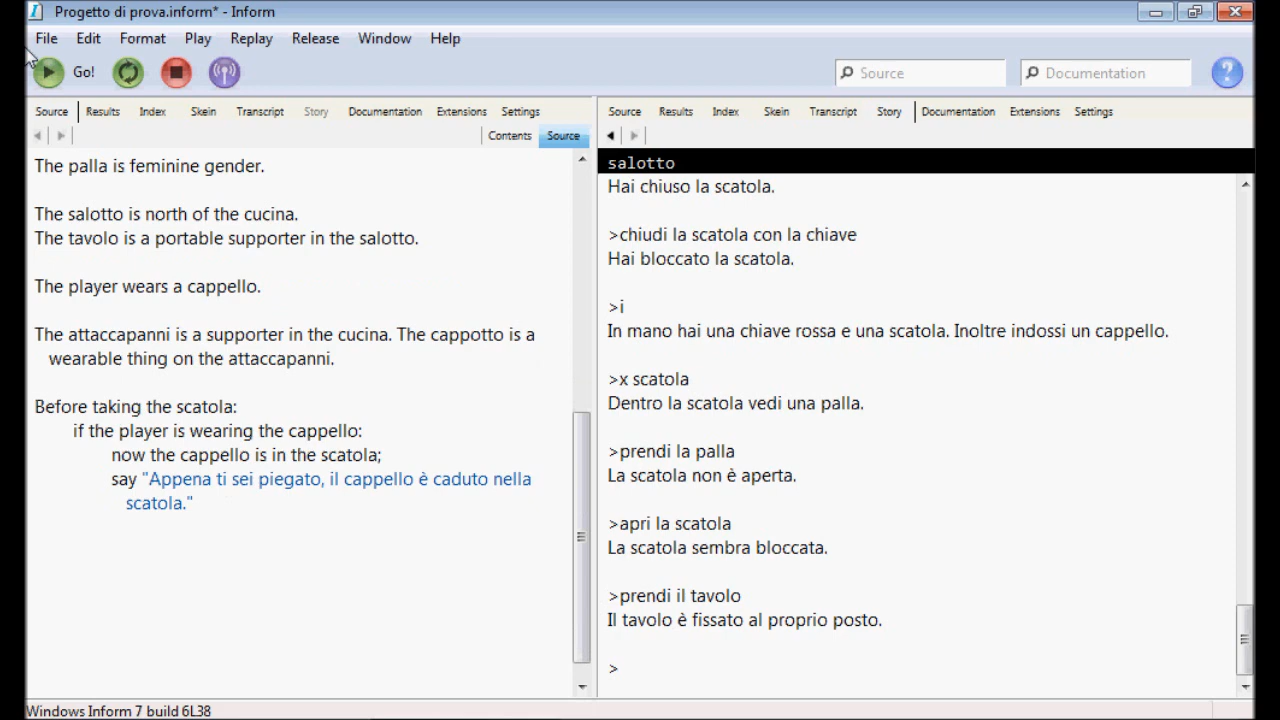 Progetto di prova.inform* - Inform
File Edit Format Play Replay Release Window Help
Go! Source Documentation
Source Results Index Skein Transcript Story Documentation Extensions Settings
Contents Source
The palla is feminine gender.
The salotto is north of the cucina.
The tavolo is a portable supporter in the salotto.
The player wears a cappello.
The attaccapanni is a supporter in the cucina. The cappotto is a
wearable thing on the attaccapanni.
Before taking the scatola:
if the player is wearing the cappello:
now the cappello is in the scatola;
say "Appena ti sei piegato, il cappello è caduto nella
scatola."
Source Results Index Skein Transcript Story Documentation Extensions Settings
salotto
Hai chiuso la scatola.
>chiudi la scatola con la chiave
Hai bloccato la scatola.
>i
In mano hai una chiave rossa e una scatola. Inoltre indossi un cappello.
>x scatola
Dentro la scatola vedi una palla.
>prendi la palla
La scatola non è aperta.
>apri la scatola
La scatola sembra bloccata.
>prendi il tavolo
Il tavolo è fissato al proprio posto.
>
Windows Inform 7 build 6L38